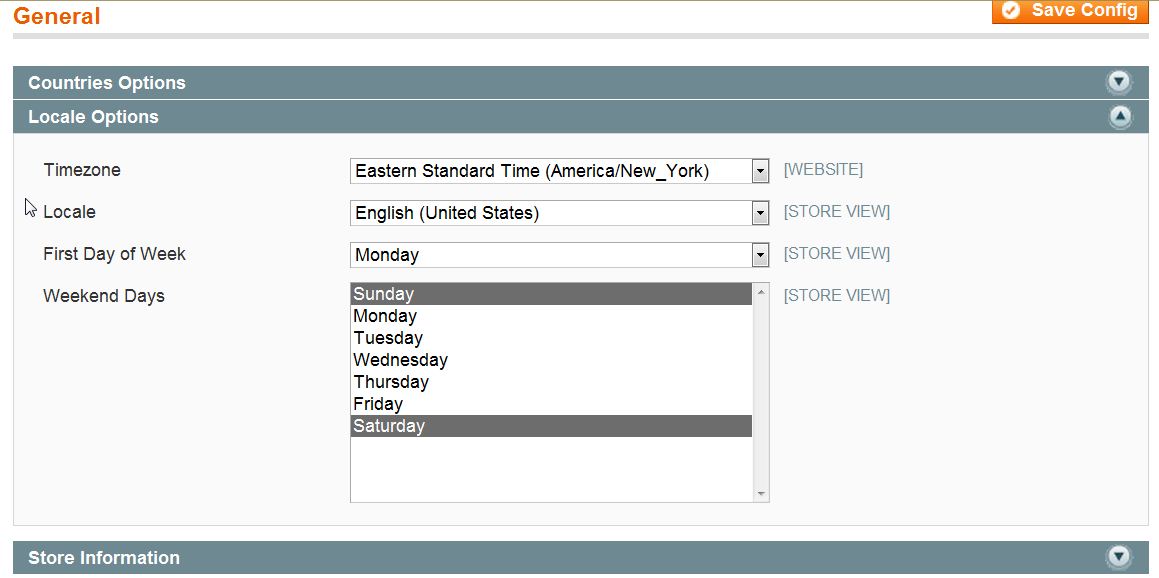 General
Save Config
Countries Options
Locale Options
Timezone Eastern Standard Time (America/New_York) [WEBSITE]
Locale English (United States) [STORE VIEW]
First Day of Week Monday [STORE VIEW]
Weekend Days Sunday [STORE VIEW]
Monday
Tuesday
Wednesday
Thursday
Friday
Saturday
Store Information